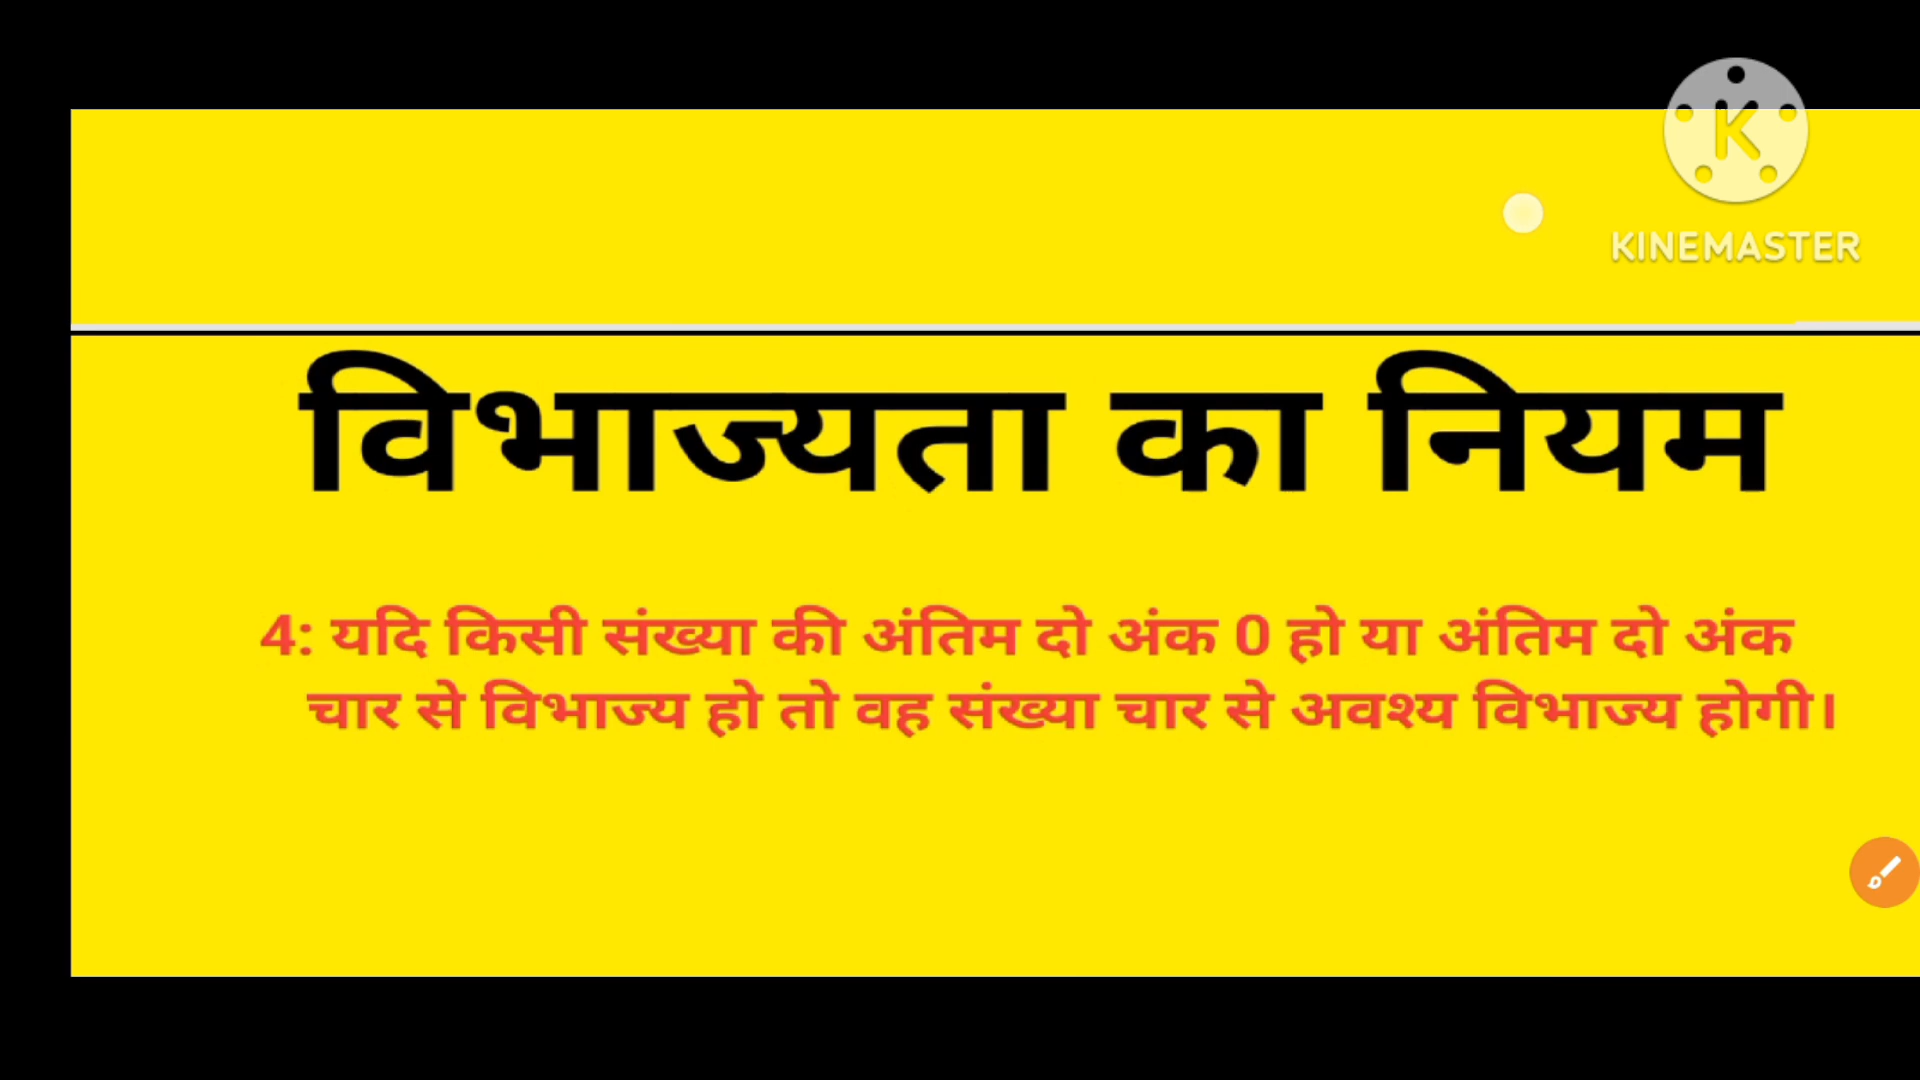 KINEMASTER
विभाज्यता का नियम
4: यदि किसी संख्या की अंतिम दो अंक 0 हो या अंतिम दो अंक
चार से विभाज्य हो तो वह संख्या चार से अवश्य विभाज्य होगी।